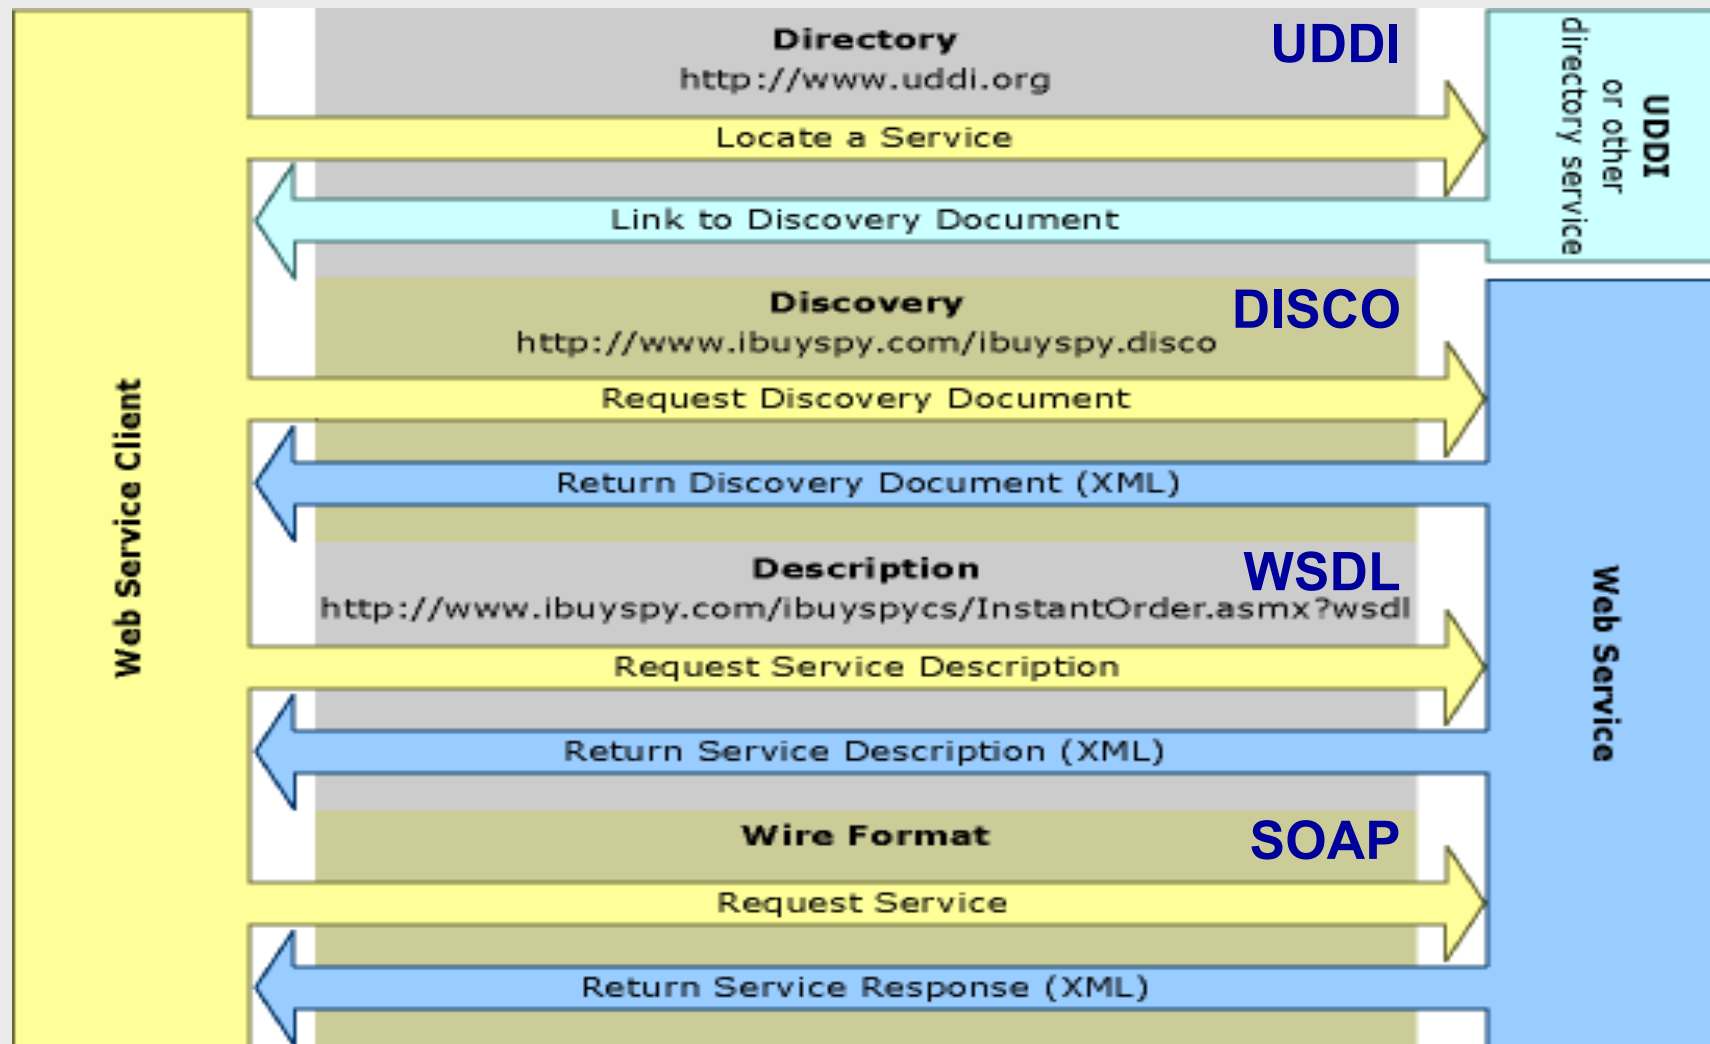 Web Service Client
Directory
UDDI
http://www.uddi.org
Locate a Service
Link to Discovery Document
UDDI
or other
directory service
Discovery
DISCO
http://www.ibuyspy.com/ibuyspy.disco
Request Discovery Document
Return Discovery Document (XML)
Description
WSDL
http://www.ibuyspy.com/ibuyspycs/InstantOrder.asmx?wsdl
Request Service Description
Return Service Description (XML)
Wire Format
SOAP
Request Service
Return Service Response (XML)
Web Service